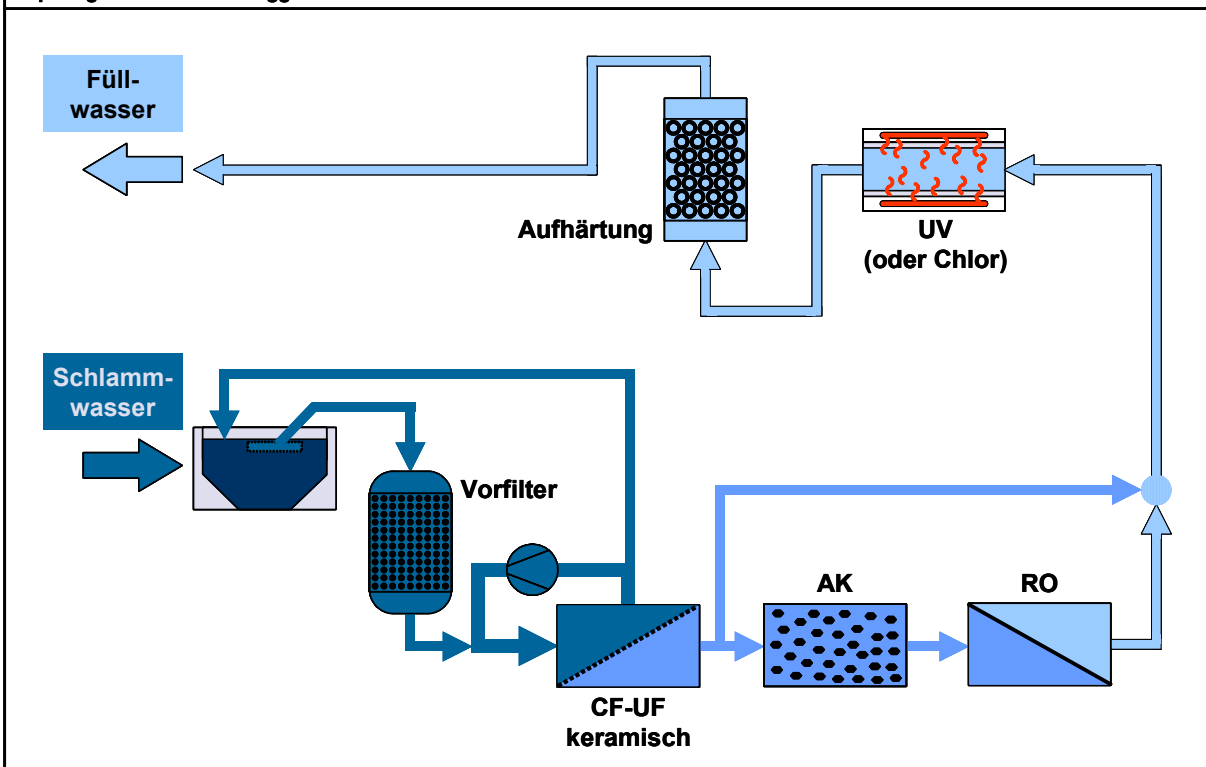 Füll-
wasser
Aufhärtung
UV
(oder Chlor)
Schlamm-
wasser
Vorfilter
AK
RO
CF-UF
keramisch